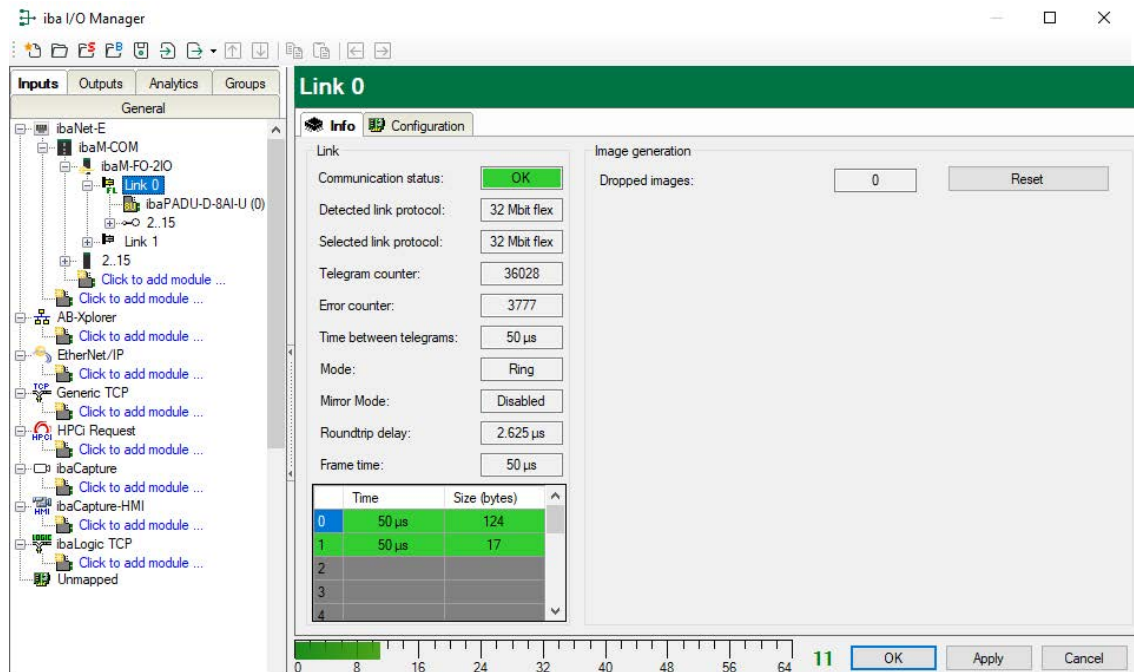 iba I/O Manager
Inputs Outputs Analytics Groups
General
ibaNet-E
ibaM-COM
ibaM-FO-2IO
FL Link 0
ibaPADU-D-8AI-U (0)
2..15
Link 1
2..15
Click to add module ...
Click to add module ...
AB-Xplorer
Click to add module ...
EtherNet/IP
Click to add module ...
TCP Generic TCP
Click to add module ...
HPCi HPCi Request
Click to add module ...
ibaCapture
Click to add module ...
HMI ibaCapture-HMI
Click to add module ...
LOGIC ibaLogic TCP
Click to add module ...
Unmapped
Link 0
Info Configuration
Link
Communication status: OK
Detected link protocol: 32 Mbit flex
Selected link protocol: 32 Mbit flex
Telegram counter: 36028
Error counter: 3777
Time between telegrams: 50 µs
Mode: Ring
Mirror Mode: Disabled
Roundtrip delay: 2.625 µs
Frame time: 50 µs
Time Size (bytes)
0 50 µs 124
1 50 µs 17
2
3
4
Image generation
Dropped images: 0 Reset
0 8 16 24 32 40 48 56 64
11 OK Apply Cancel